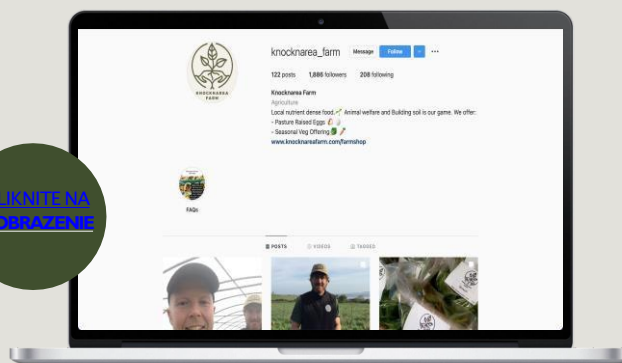 knocknarea_farm Message Follow
122 posts 1,886 followers 208 following
Knocknarea Farm
Agriculture
Local nutrient dense food. Animal welfare and Building soil is our game. We offer:
- Pasture Raised Eggs
- Seasonal Veg Offering
www.knocknareafarm.com/farmshop
KNOCKNAREA
FARM
LIKNITE NA
OBRAZENIE
FAQs
POSTS VIDEOS TAGGED